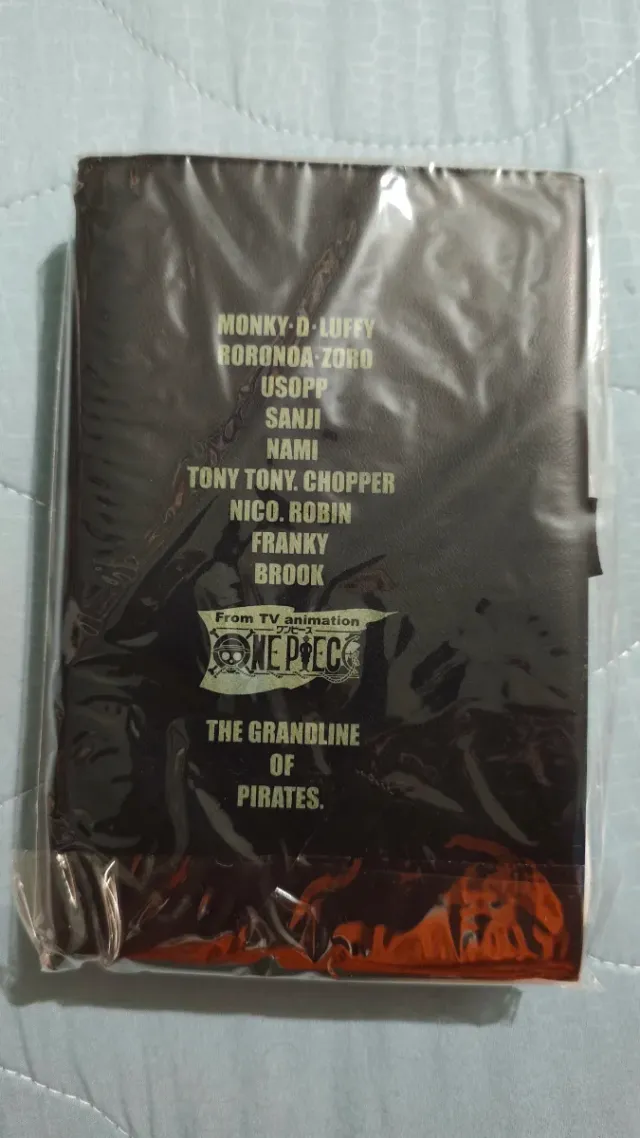 MONKY·D·LUFFY
RORONOA·ZORO
USOPP
SANJI
NAMI
TONY TONY. CHOPPER
NICO. ROBIN
FRANKY
BROOK
From TV animation
ワンピース
ONE PIECE
THE GRANDLINE
OF
PIRATES.